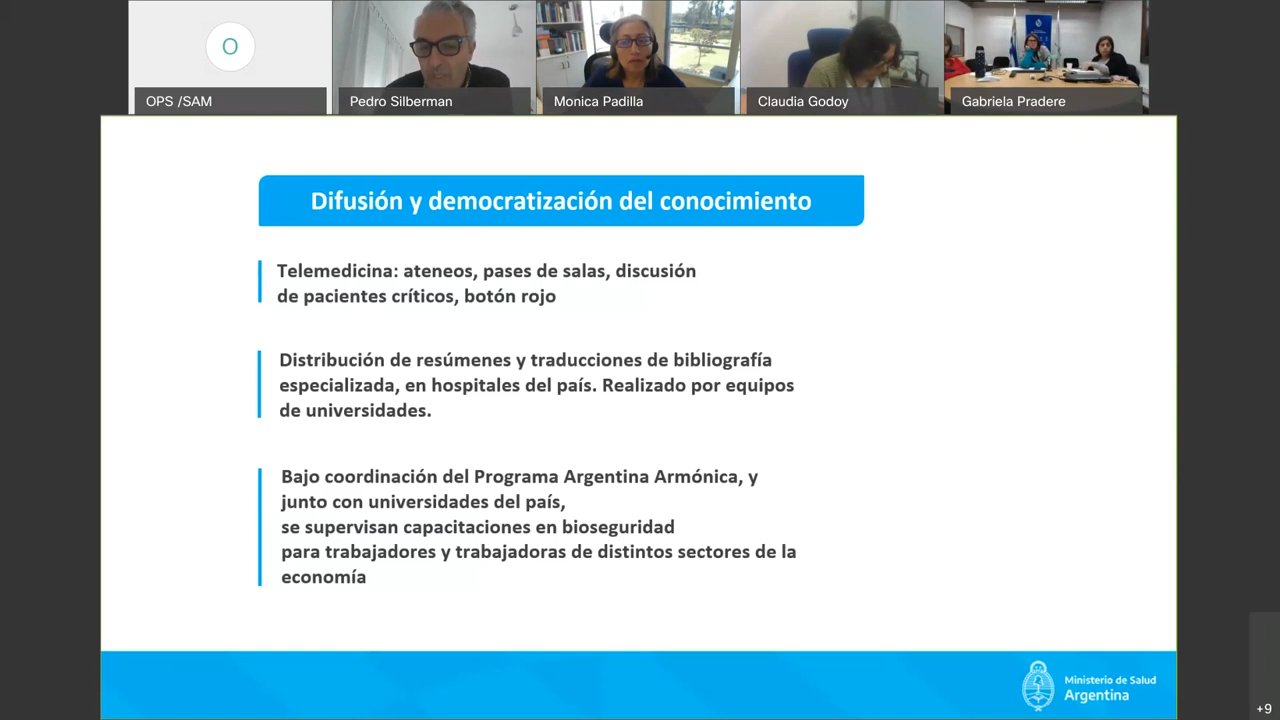 O
OPS /SAM
Pedro Silberman
Monica Padilla
Claudia Godoy
Gabriela Pradere
Difusión y democratización del conocimiento
Telemedicina: ateneos, pases de salas, discusión
de pacientes críticos, botón rojo
Distribución de resúmenes y traducciones de bibliografía
especializada, en hospitales del país. Realizado por equipos
de universidades.
Bajo coordinación del Programa Argentina Armónica, y
junto con universidades del país,
se supervisan capacitaciones en bioseguridad
para trabajadores y trabajadoras de distintos sectores de la
economía
Ministerio de Salud
Argentina
+9